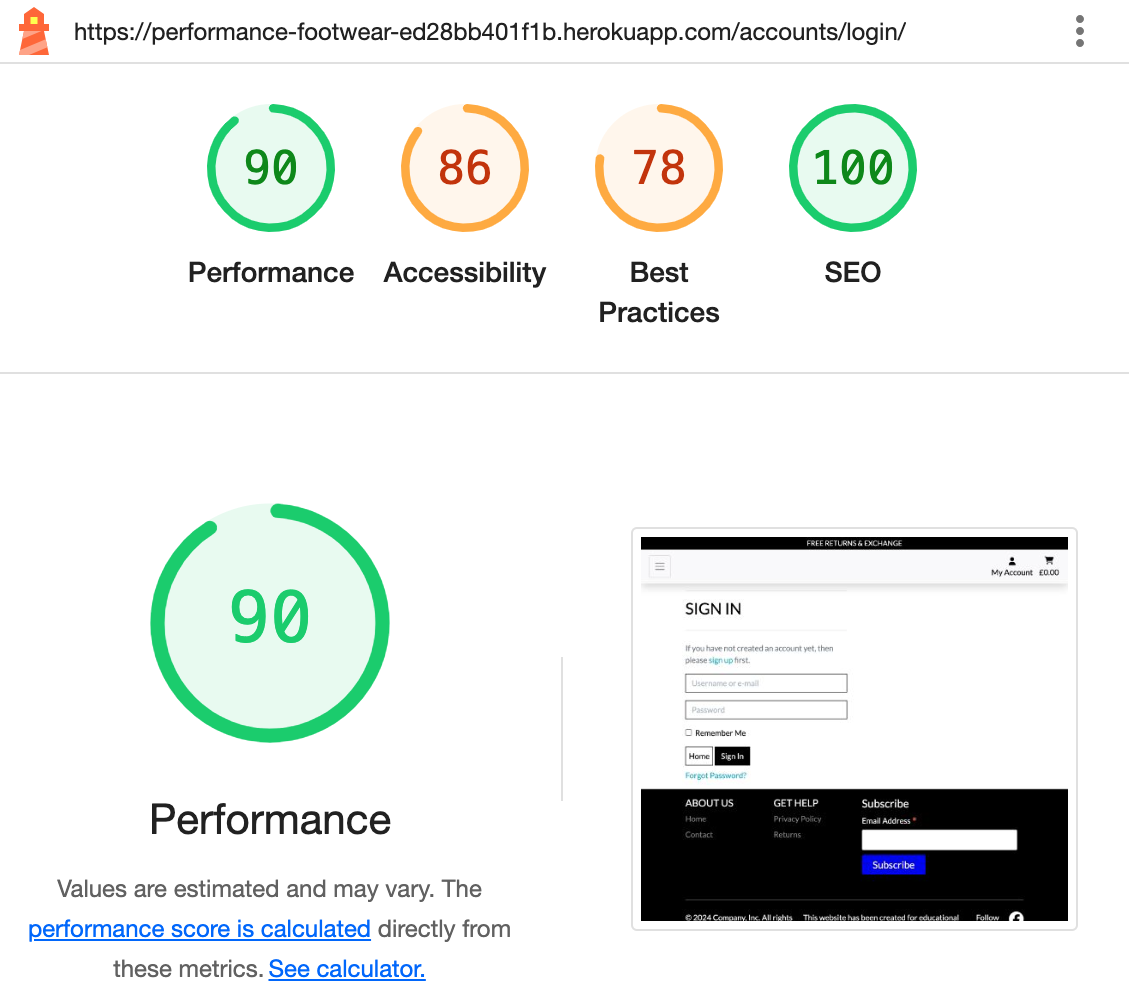 https://performance-footwear-ed28bb401f1b.herokuapp.com/accounts/login/
90
86
78
100
Performance
Accessibility
Best
Practices
SEO
90
Performance
Values are estimated and may vary. The
performance score is calculated directly from
these metrics. See calculator.
FREE RETURNS & EXCHANGE
My Account £0.00
SIGN IN
If you have not created an account yet, then
please sign up first.
Username or e-mail
Password
Remember Me
Home Sign In
Forgot Password?
ABOUT US
Home
Contact
GET HELP
Privacy Policy
Returns
Subscribe
Email Address *
Subscribe
© 2024 Company, Inc. All rights
This website has been created for educational
Follow